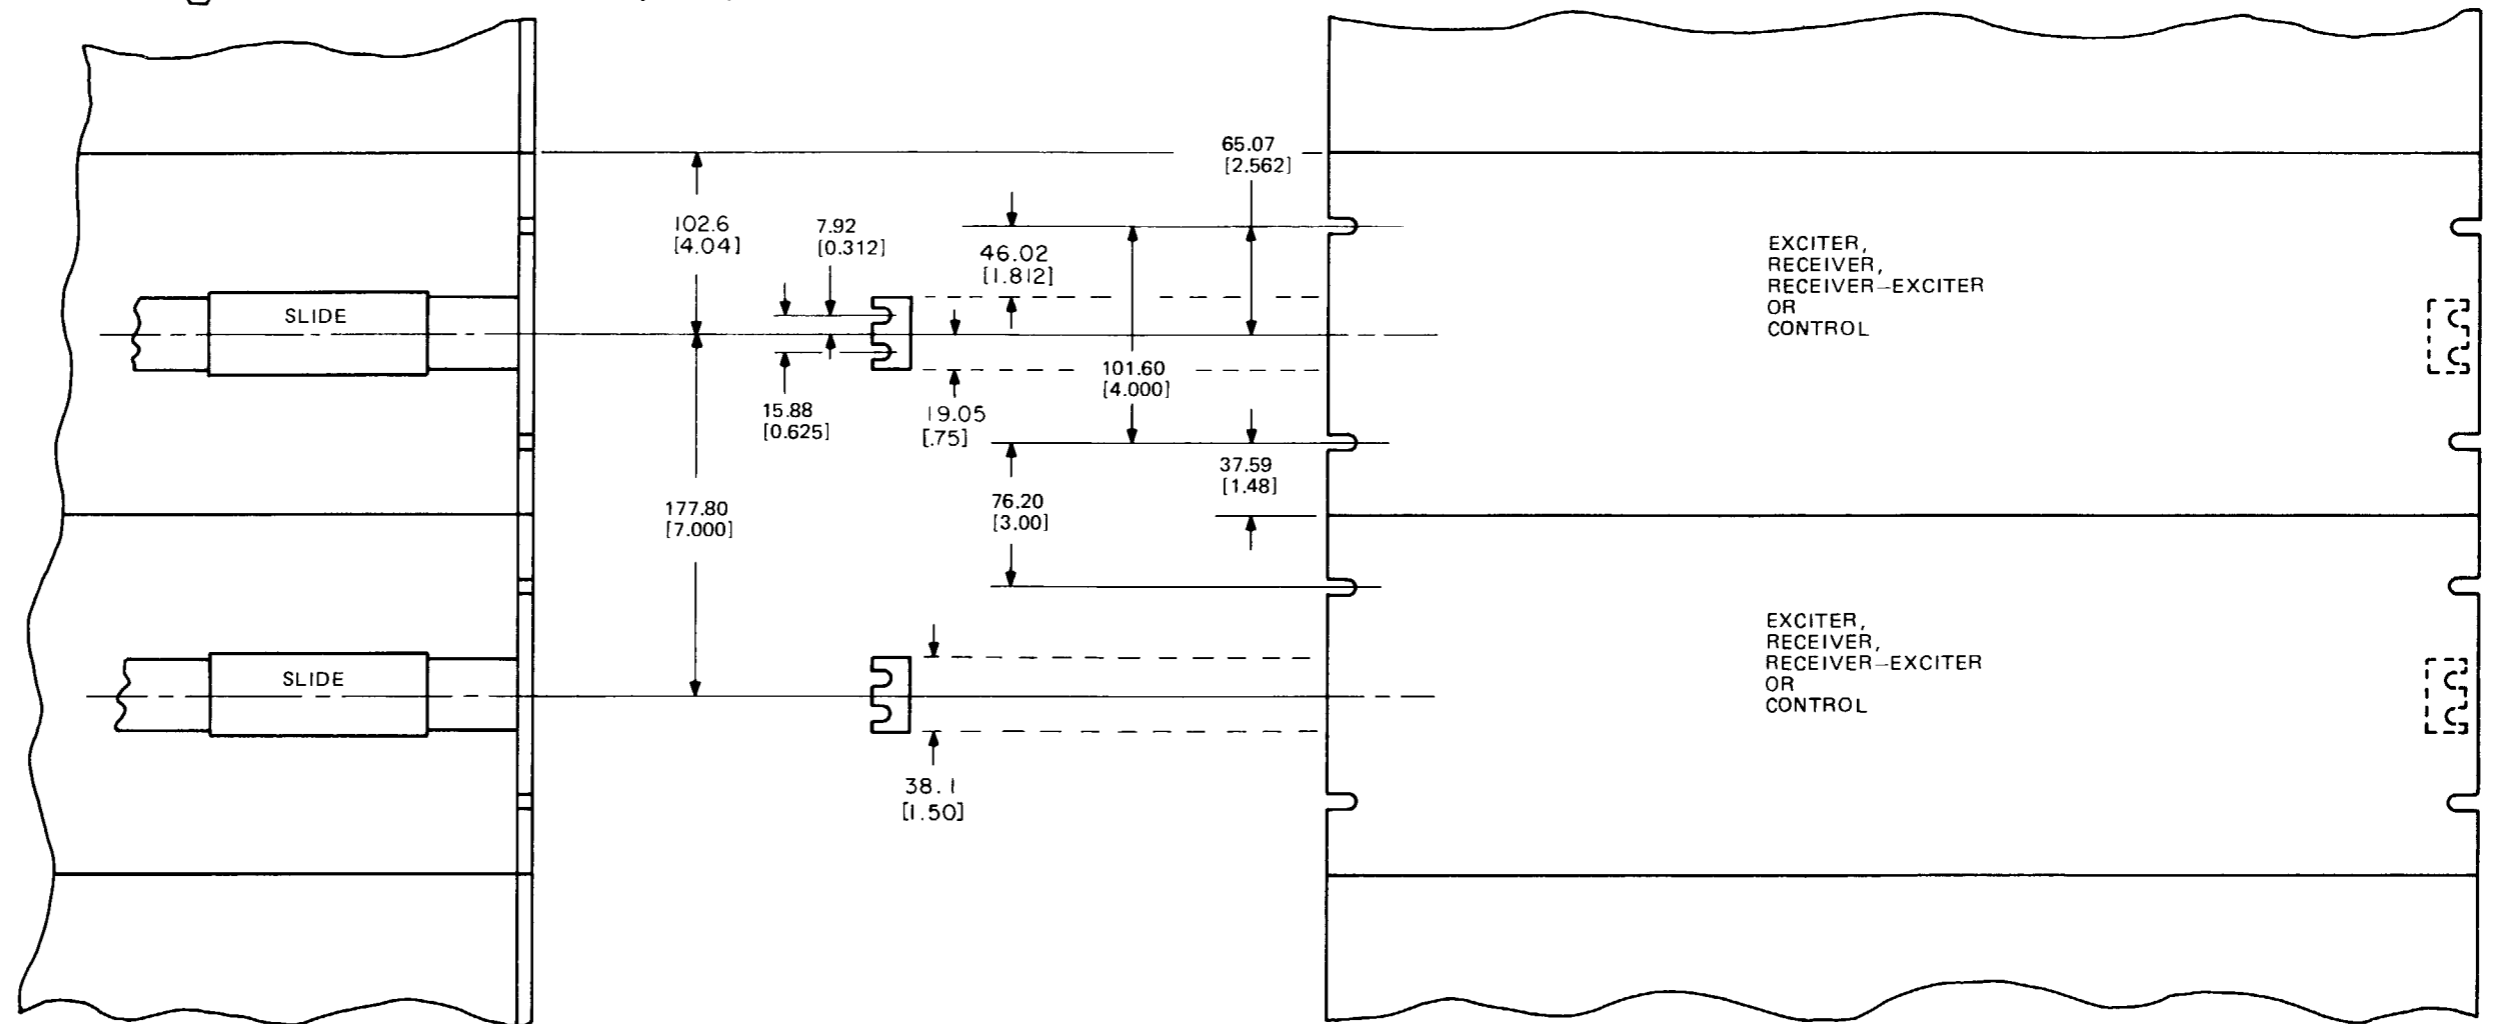 65.07
[2.562]
102.6
[4.04]
7.92
[0.312]
46.02
[1.812]
EXCITER,
RECEIVER,
RECEIVER-EXCITER
OR
CONTROL
SLIDE
101.60
[4.000]
15.88
[0.625]
19.05
[.75]
37.59
[1.48]
177.80
[7.000]
76.20
[3.00]
EXCITER,
RECEIVER,
RECEIVER-EXCITER
OR
CONTROL
SLIDE
38.1
[1.50]